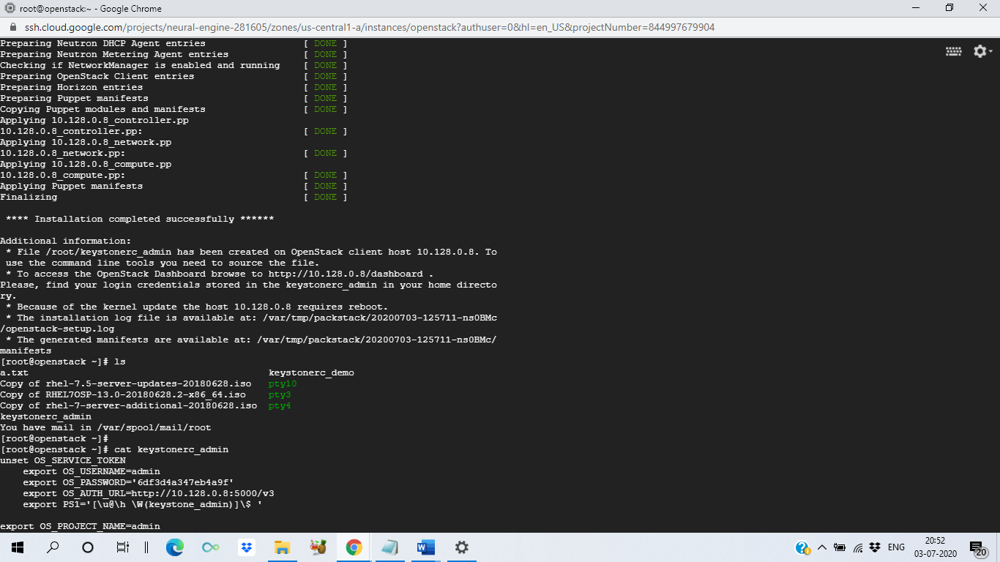 root@openstack:~ - Google Chrome
ssh.cloud.google.com/projects/neural-engine-281605/zones/us-central1-a/instances/openstack?authuser=0&hl=en_US&projectNumber=844997679904
Preparing Neutron DHCP Agent entries [ DONE ]
Preparing Neutron Metering Agent entries [ DONE ]
Checking if NetworkManager is enabled and running [ DONE ]
Preparing OpenStack Client entries [ DONE ]
Preparing Horizon entries [ DONE ]
Preparing Puppet manifests [ DONE ]
Copying Puppet modules and manifests [ DONE ]
Applying 10.128.0.8_controller.pp
10.128.0.8_controller.pp: [ DONE ]
Applying 10.128.0.8_network.pp
10.128.0.8_network.pp: [ DONE ]
Applying 10.128.0.8_compute.pp
10.128.0.8_compute.pp: [ DONE ]
Applying Puppet manifests [ DONE ]
Finalizing [ DONE ]
**** Installation completed successfully ******
Additional information:
* File /root/keystonerc_admin has been created on OpenStack client host 10.128.0.8. To
use the command line tools you need to source the file.
* To access the OpenStack Dashboard browse to http://10.128.0.8/dashboard .
Please, find your login credentials stored in the keystonerc_admin in your home directo
ry.
* Because of the kernel update the host 10.128.0.8 requires reboot.
* The installation log file is available at: /var/tmp/packstack/20200703-125711-ns0BMc
/openstack-setup.log
* The generated manifests are available at: /var/tmp/packstack/20200703-125711-ns0BMc/
manifests
[root@openstack ~]# ls
a.txt keystonerc_demo
Copy of rhel-7.5-server-updates-20180628.iso pty10
Copy of RHEL7OSP-13.0-20180628.2-x86_64.iso pty3
Copy of rhel-7-server-additional-20180628.iso pty4
keystonerc_admin
You have mail in /var/spool/mail/root
[root@openstack ~]#
[root@openstack ~]# cat keystonerc_admin
unset OS_SERVICE_TOKEN
export OS_USERNAME=admin
export OS_PASSWORD='6df3d4a347eb4a9f'
export OS_AUTH_URL=http://10.128.0.8:5000/v3
export PS1='[\u@\h \W(keystone_admin)]\$ '
export OS_PROJECT_NAME=admin
ENG
20:52
03-07-2020
20